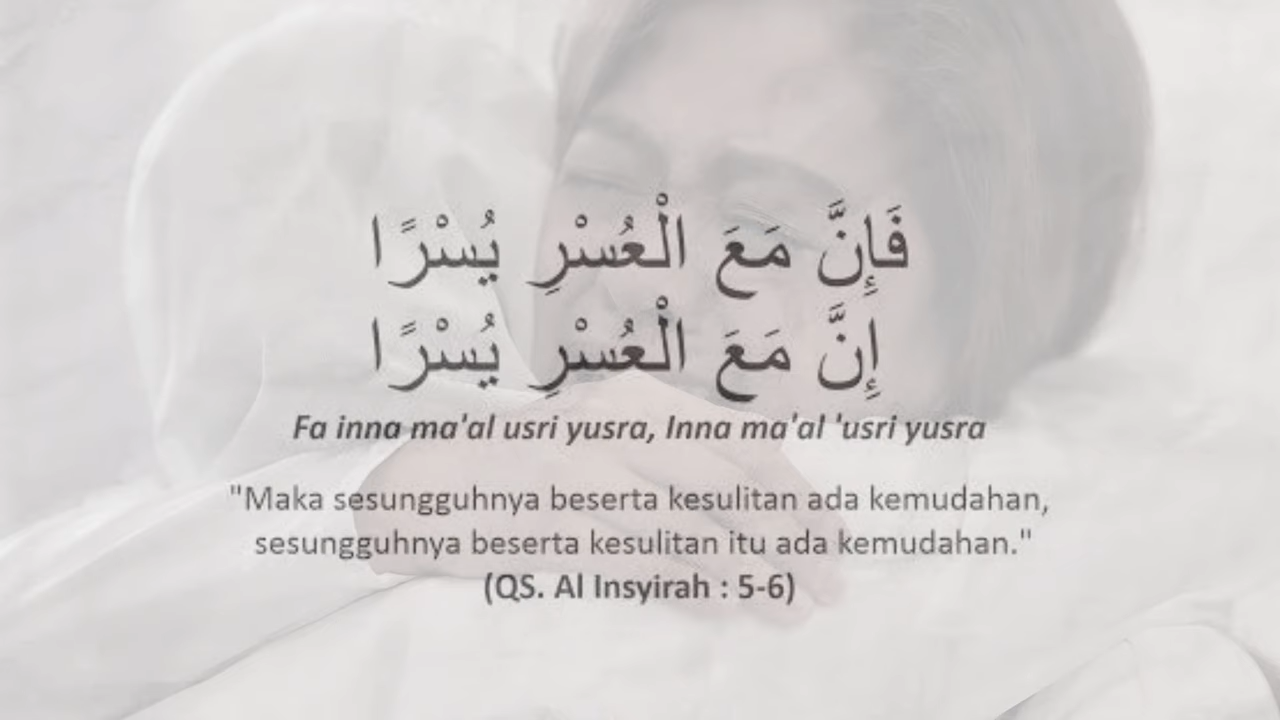 فَإِنَّ مَعَ الْعُسْرِ يُسْرًا
إِنَّ مَعَ الْعُسْرِ يُسْرًا
Fa inna ma'al usri yusra, Inna ma'al 'usri yusra
"Maka sesungguhnya beserta kesulitan ada kemudahan,
sesungguhnya beserta kesulitan itu ada kemudahan."
(QS. Al Insyirah : 5-6)